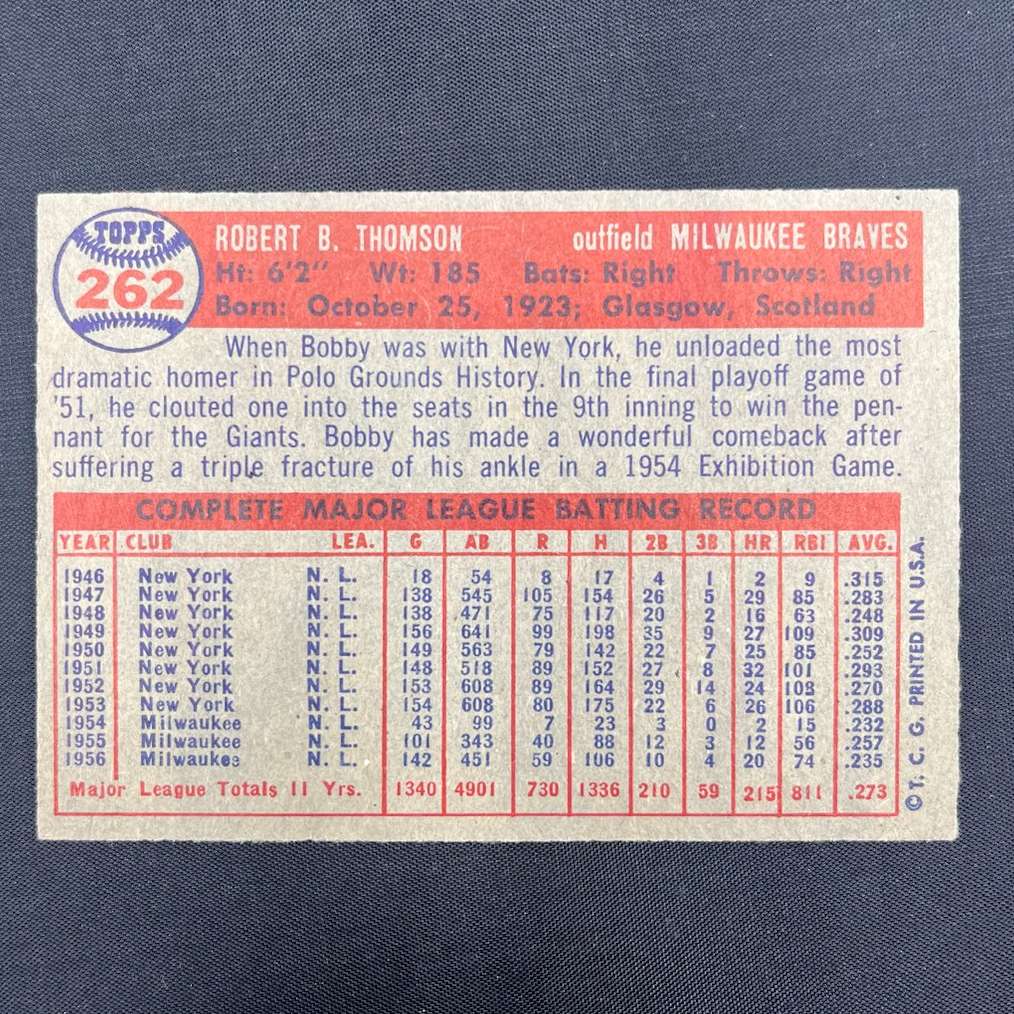 TOPPS
262
ROBERT B. THOMSON outfield MILWAUKEE BRAVES
Ht: 6'2" Wt: 185 Bats: Right Throws: Right
Born: October 25, 1923; Glasgow, Scotland
When Bobby was with New York, he unloaded the most
dramatic homer in Polo Grounds History. In the final playoff game of
'51, he clouted one into the seats in the 9th inning to win the pen-
nant for the Giants. Bobby has made a wonderful comeback after
suffering a triple fracture of his ankle in a 1954 Exhibition Game.
COMPLETE MAJOR LEAGUE BATTING RECORD
YEAR CLUB LEA. G AB R H 2B 3B HR RBI AVG.
1946 New York N. L. 18 54 8 17 4 1 2 9 .315
1947 New York N. L. 138 545 105 154 26 5 29 85 .283
1948 New York N. L. 138 471 75 117 20 2 16 63 .248
1949 New York N. L. 156 641 99 198 35 9 27 109 .309
1950 New York N. L. 149 563 79 142 22 7 25 85 .252
1951 New York N. L. 148 518 89 152 27 8 32 101 .293
1952 New York N. L. 153 608 89 164 29 14 24 108 .270
1953 New York N. L. 154 608 80 175 22 6 26 106 .288
1954 Milwaukee N. L. 43 99 7 23 3 0 2 15 .232
1955 Milwaukee N. L. 101 343 40 88 12 3 12 56 .257
1956 Milwaukee N. L. 142 451 59 106 10 4 20 74 .235
Major League Totals 11 Yrs. 1340 4901 730 1336 210 59 215 811 .273
© T. C. G. PRINTED IN U.S.A.